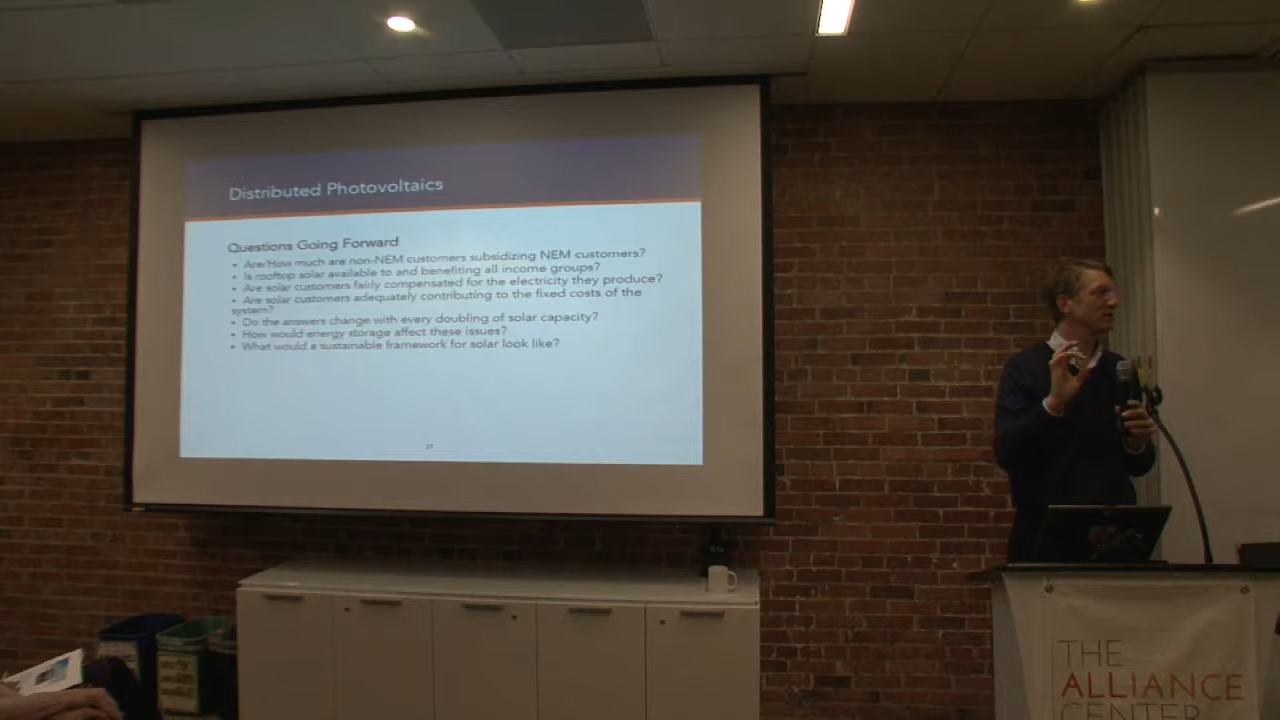 Distributed Photovoltaics
Questions Going Forward
• Are/How much are non-NEM customers subsidizing NEM customers?
• Is rooftop solar available to and benefiting all income groups?
• Are solar customers fairly compensated for the electricity they produce?
• Are solar customers adequately contributing to the fixed costs of the
system?
• Do the answers change with every doubling of solar capacity?
• How would energy storage affect these issues?
• What would a sustainable framework for solar look like?
THE
ALLIANCE
CENTER